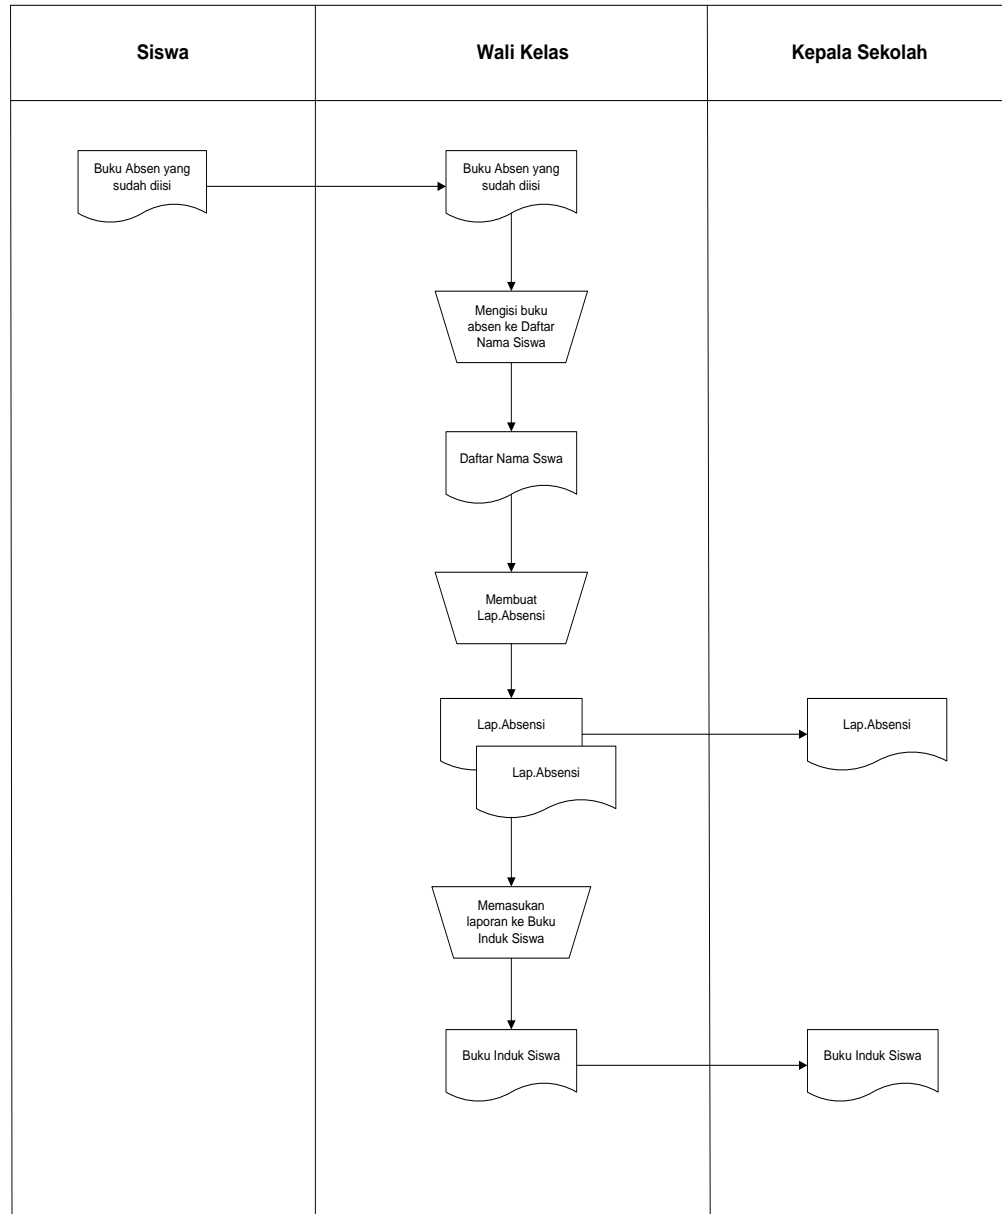 Siswa
Wali Kelas
Kepala Sekolah
Buku Absen yang
sudah diisi
Buku Absen yang
sudah diisi
Mengisi buku
absen ke Daftar
Nama Siswa
Daftar Nama Sswa
Membuat
Lap.Absensi
Lap.Absensi
Lap.Absensi
Lap.Absensi
Memasukan
laporan ke Buku
Induk Siswa
Buku Induk Siswa
Buku Induk Siswa